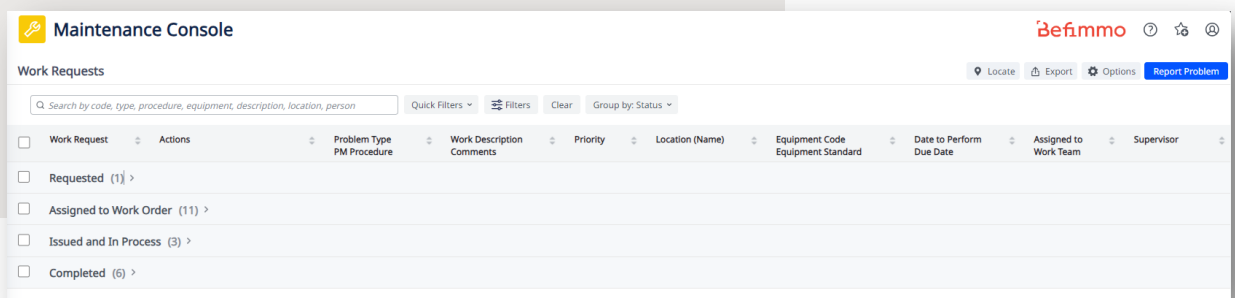 Maintenance Console
Befimmo
Work Requests
Locate
Export
Options
Report Problem
Search by code, type, procedure, equipment, description, location, person
Quick Filters
Filters
Clear
Group by: Status
Work Request
Actions
Problem Type
PM Procedure
Work Description
Comments
Priority
Location (Name)
Equipment Code
Equipment Standard
Date to Perform
Due Date
Assigned to
Work Team
Supervisor
Requested (1)
Assigned to Work Order (11)
Issued and In Process (3)
Completed (6)